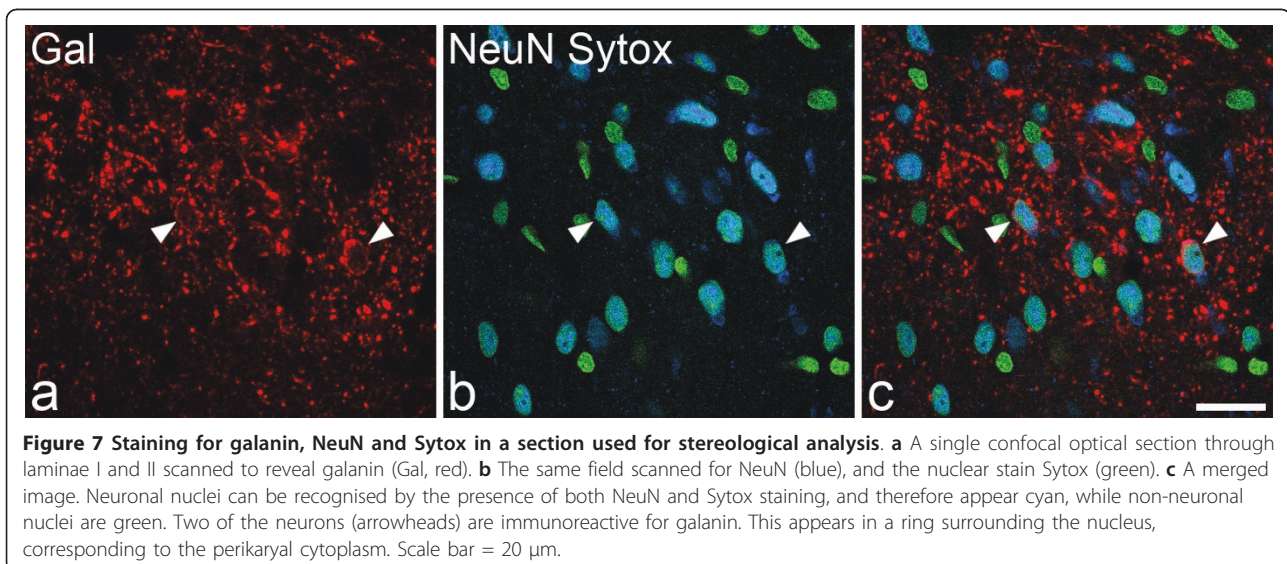 Gal
NeuN Sytox
a
b
c
Figure 7 Staining for galanin, NeuN and Sytox in a section used for stereological analysis. a A single confocal optical section through
laminae I and II scanned to reveal galanin (Gal, red). b The same field scanned for NeuN (blue), and the nuclear stain Sytox (green). c A merged
image. Neuronal nuclei can be recognised by the presence of both NeuN and Sytox staining, and therefore appear cyan, while non-neuronal
nuclei are green. Two of the neurons (arrowheads) are immunoreactive for galanin. This appears in a ring surrounding the nucleus,
corresponding to the perikaryal cytoplasm. Scale bar = 20 μm.